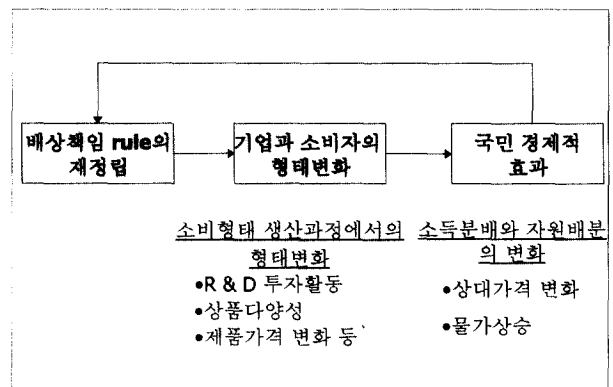 배상책임 rule의
재정립
기업과 소비자의
형태변화
국민 경제적
효과
소비형태 생산과정에서의
형태변화
•R & D 투자활동
•상품다양성
•제품가격 변화 등
소득분배와 자원배분
의 변화
•상대가격 변화
•물가상승